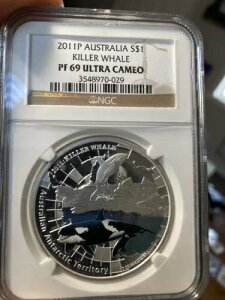 2011P AUSTRALIA S$1
KILLER WHALE
PF 69 ULTRA CAMEO
3548970-029
NGC
KILLER WHALE
Australian Antarctic Territory